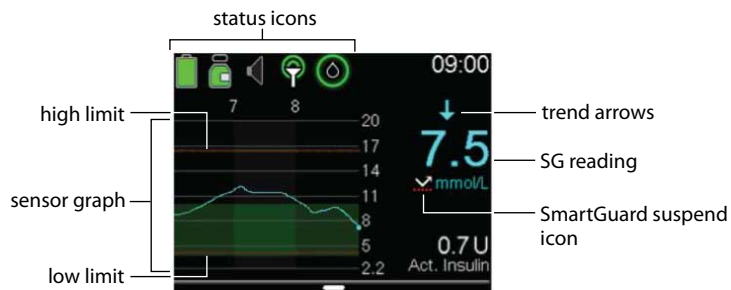 status icons
09:00
7 8
high limit
20
17
14
11
8
5
2.2
sensor graph
low limit
trend arrows
7.5
SG reading
mmol/L
SmartGuard suspend
icon
0.7 U
Act. Insulin